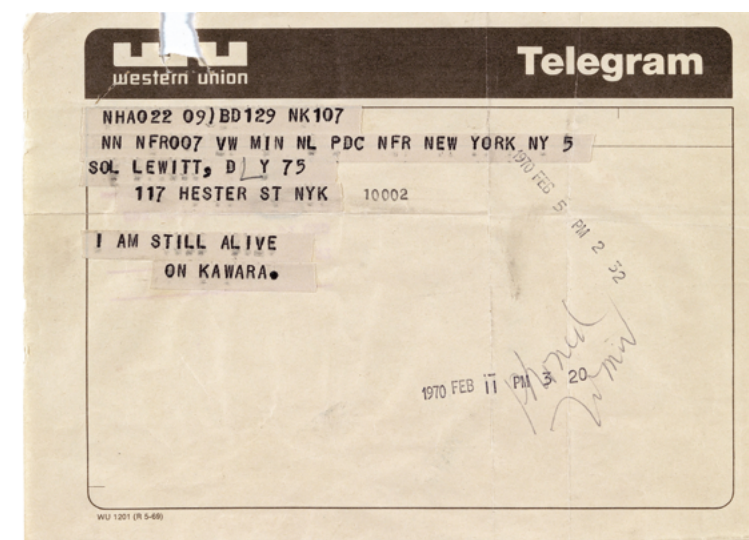 western union
Telegram
NHA022 09)BD129 NK107
NN NFR007 VW MIN NL PDC NFR NEW YORK NY 5
SOL LEWITT, D L Y 75
117 HESTER ST NYK 10002
1970 FEB 5 PM 2 32
I AM STILL ALIVE
ON KAWARA.
phoned
1970 FEB 11 PM 3 20
WU 1201 (R 5-69)